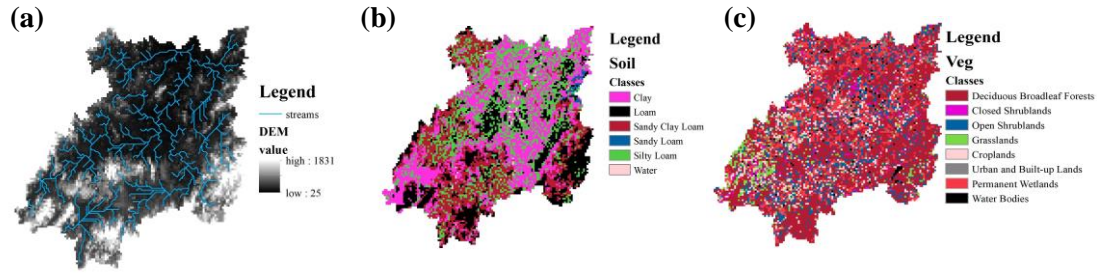 (a)
Legend
streams
DEM
value
high : 1831
low : 25
(b)
Legend
Soil
Classes
Clay
Loam
Sandy Clay Loam
Sandy Loam
Silty Loam
Water
(c)
Legend
Veg
Classes
Deciduous Broadleaf Forests
Closed Shrublands
Open Shrublands
Grasslands
Croplands
Urban and Built-up Lands
Permanent Wetlands
Water Bodies